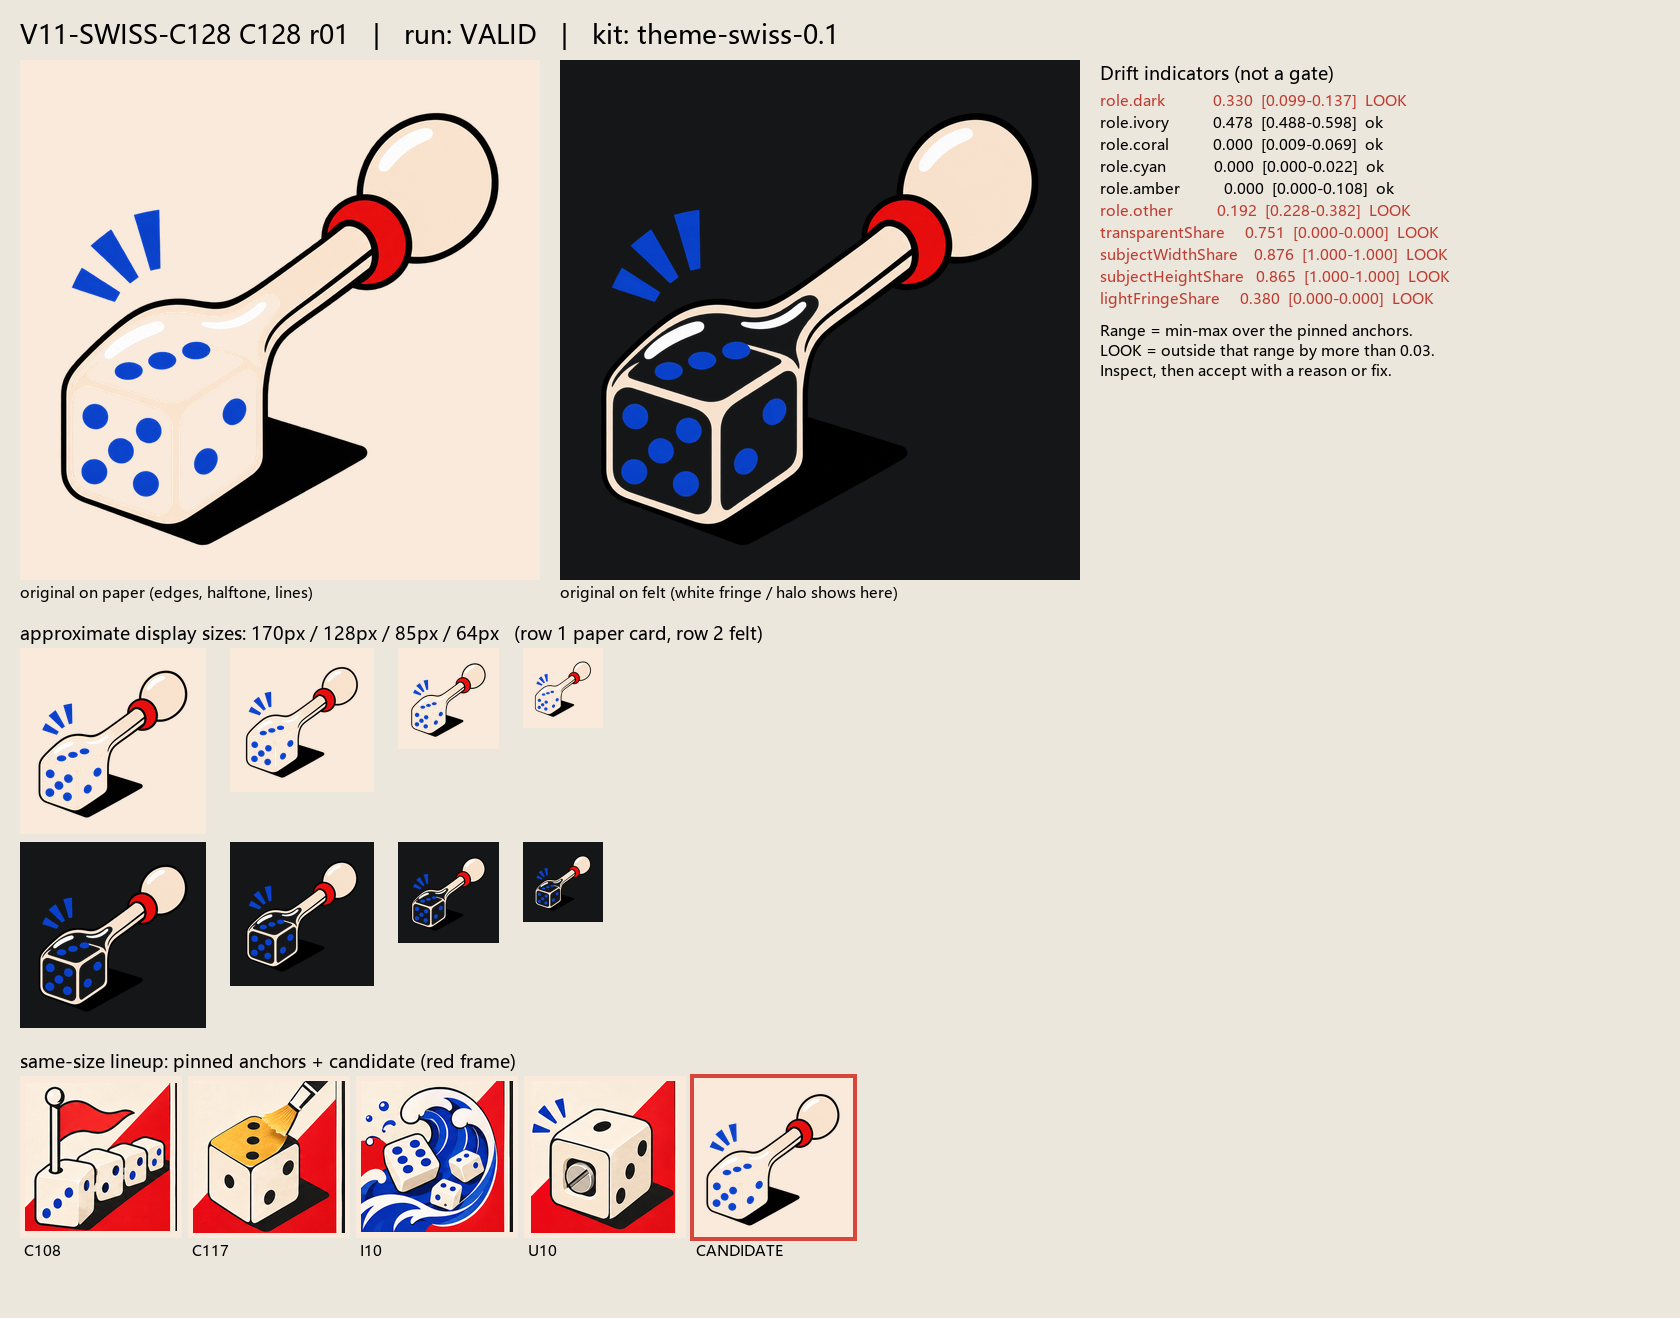 V11-SWISS-C128 C128 r01   |   run: VALID   |   kit: theme-swiss-0.1
Drift indicators (not a gate)
role.dark 0.330 [0.099-0.137] LOOK
role.ivory 0.478 [0.488-0.598] ok
role.coral 0.000 [0.009-0.069] ok
role.cyan 0.000 [0.000-0.022] ok
role.amber 0.000 [0.000-0.108] ok
role.other 0.192 [0.228-0.382] LOOK
transparentShare 0.751 [0.000-0.000] LOOK
subjectWidthShare 0.876 [1.000-1.000] LOOK
subjectHeightShare 0.865 [1.000-1.000] LOOK
lightFringeShare 0.380 [0.000-0.000] LOOK
Range = min-max over the pinned anchors.
LOOK = outside that range by more than 0.03.
Inspect, then accept with a reason or fix.
original on paper (edges, halftone, lines)
original on felt (white fringe / halo shows here)
approximate display sizes: 170px / 128px / 85px / 64px   (row 1 paper card, row 2 felt)
same-size lineup: pinned anchors + candidate (red frame)
C108
C117
I10
U10
CANDIDATE